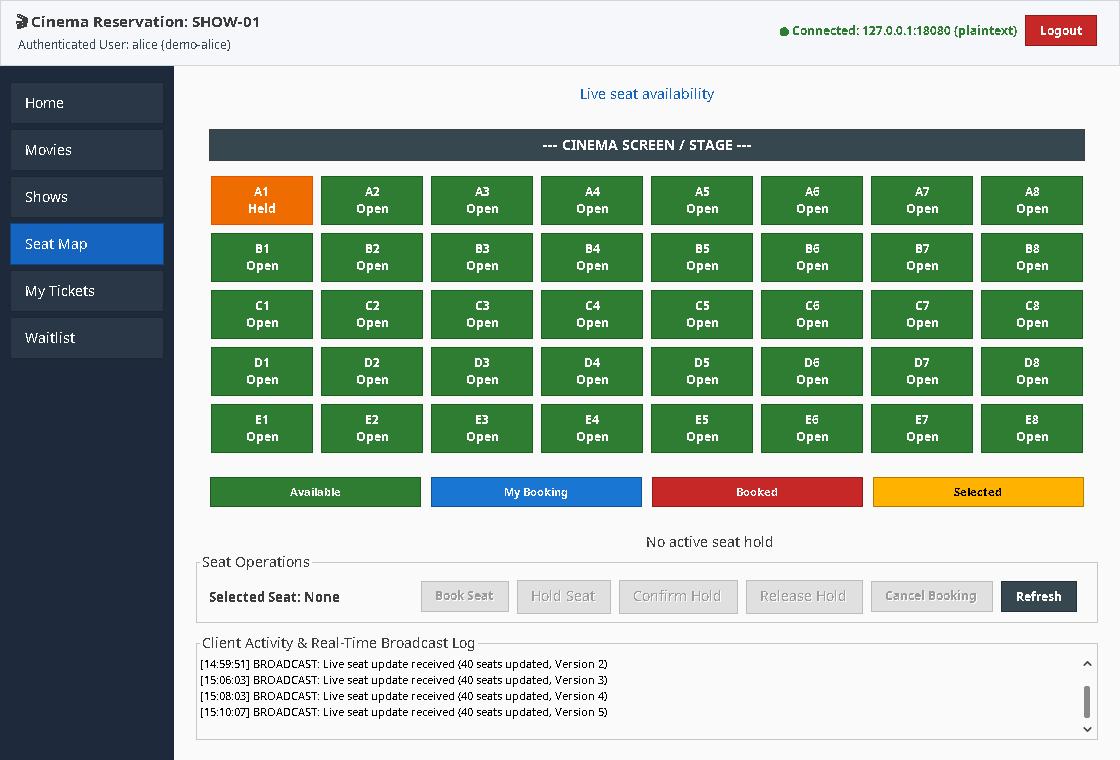 🎬 Cinema Reservation: SHOW-01
Authenticated User: alice (demo-alice)
● Connected: 127.0.0.1:18080 (plaintext)
Logout
Home
Movies
Shows
Seat Map
My Tickets
Waitlist
Live seat availability
--- CINEMA SCREEN / STAGE ---
A1 A2 A3 A4 A5 A6 A7 A8
Held Open Open Open Open Open Open Open
B1 B2 B3 B4 B5 B6 B7 B8
Open Open Open Open Open Open Open Open
C1 C2 C3 C4 C5 C6 C7 C8
Open Open Open Open Open Open Open Open
D1 D2 D3 D4 D5 D6 D7 D8
Open Open Open Open Open Open Open Open
E1 E2 E3 E4 E5 E6 E7 E8
Open Open Open Open Open Open Open Open
Available My Booking Booked Selected
No active seat hold
Seat Operations
Selected Seat: None
Book Seat Hold Seat Confirm Hold Release Hold Cancel Booking Refresh
Client Activity & Real-Time Broadcast Log
[14:59:51] BROADCAST: Live seat update received (40 seats updated, Version 2)
[15:06:03] BROADCAST: Live seat update received (40 seats updated, Version 3)
[15:08:03] BROADCAST: Live seat update received (40 seats updated, Version 4)
[15:10:07] BROADCAST: Live seat update received (40 seats updated, Version 5)